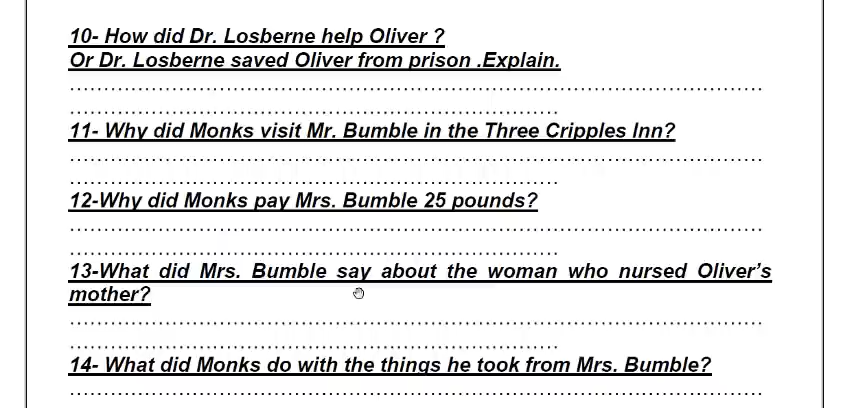 10- How did Dr. Losberne help Oliver ?
Or Dr. Losberne saved Oliver from prison .Explain.
……………………………………………………………………………………………
………………………………………………………………
11- Why did Monks visit Mr. Bumble in the Three Cripples Inn?
……………………………………………………………………………………………
………………………………………………………………
12-Why did Monks pay Mrs. Bumble 25 pounds?
……………………………………………………………………………………………
………………………………………………………………
13-What did Mrs. Bumble say about the woman who nursed Oliver’s
mother?
……………………………………………………………………………………………
………………………………………………………………
14- What did Monks do with the things he took from Mrs. Bumble?
……………………………………………………………………………………………